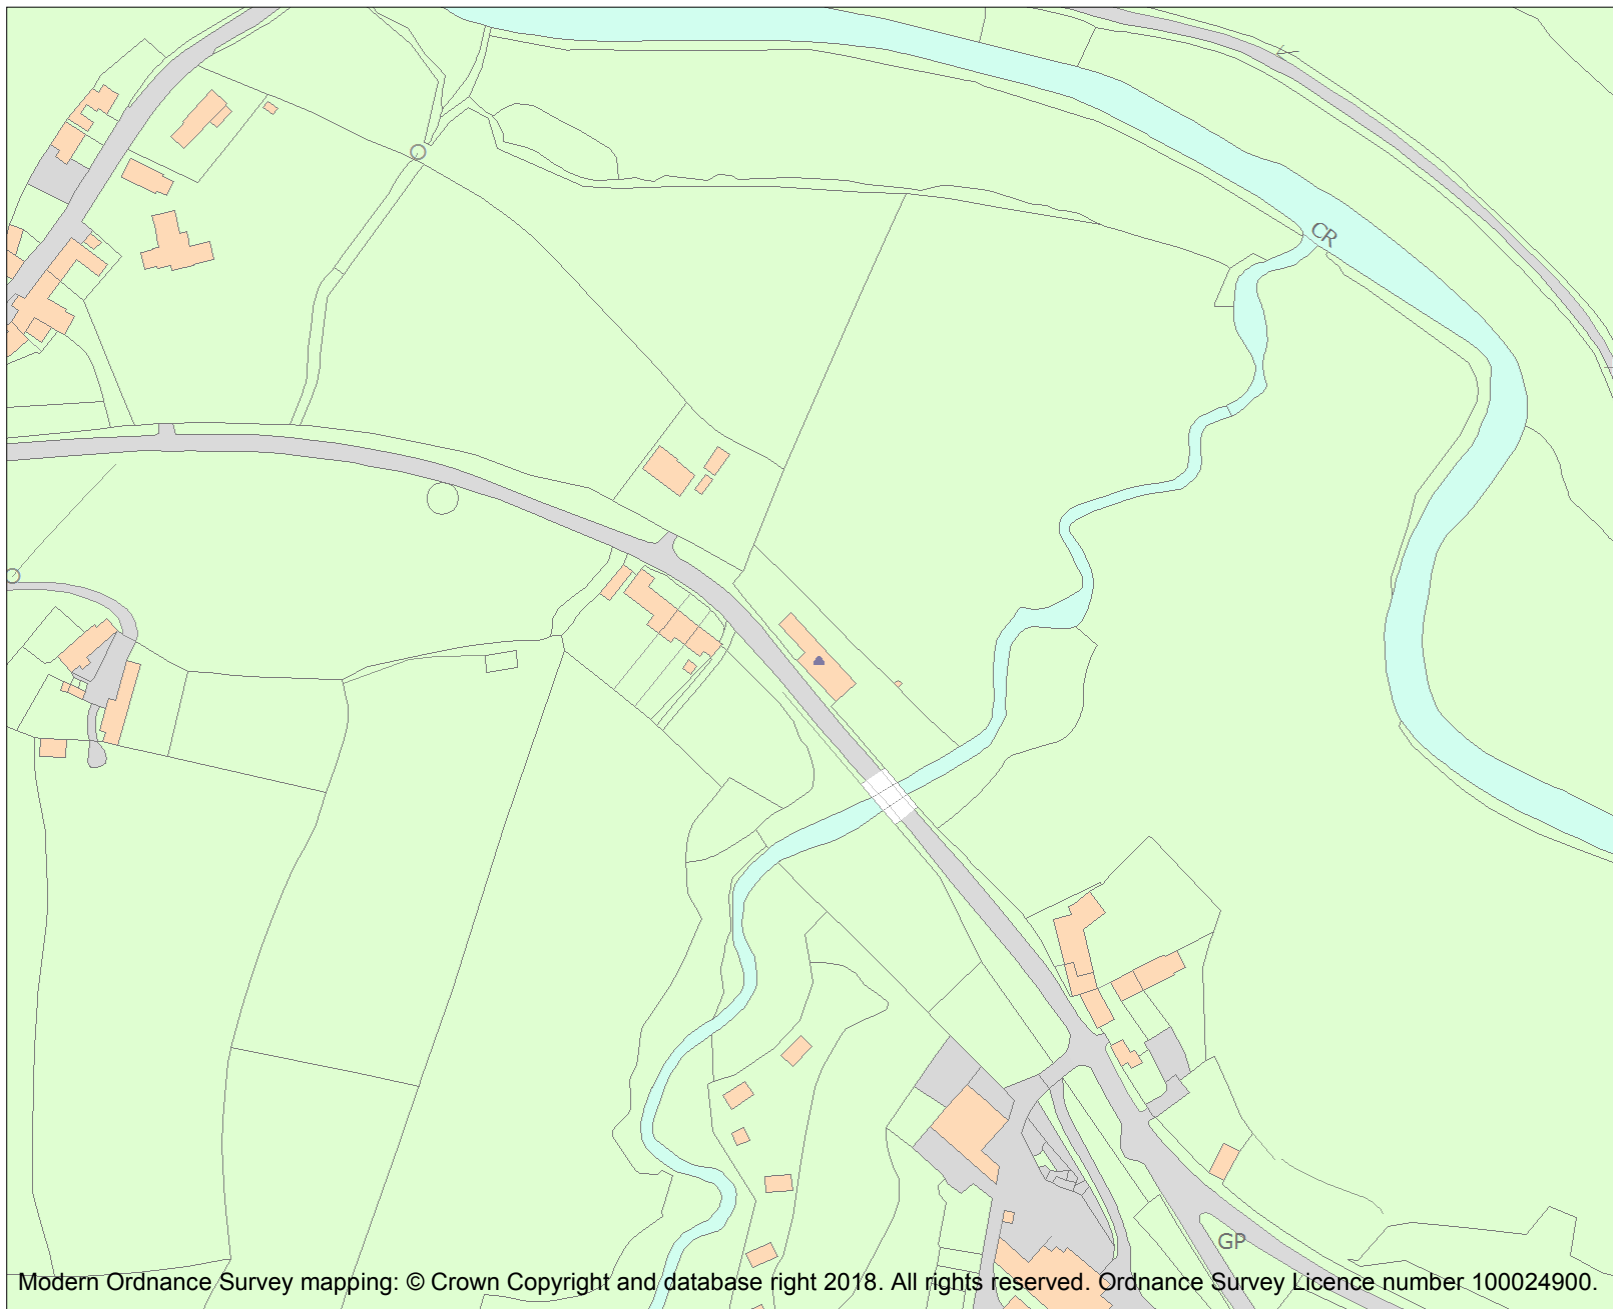 CR
GP
Modern Ordnance Survey mapping: © Crown Copyright and database right 2018. All rights reserved. Ordnance Survey Licence number 100024900.